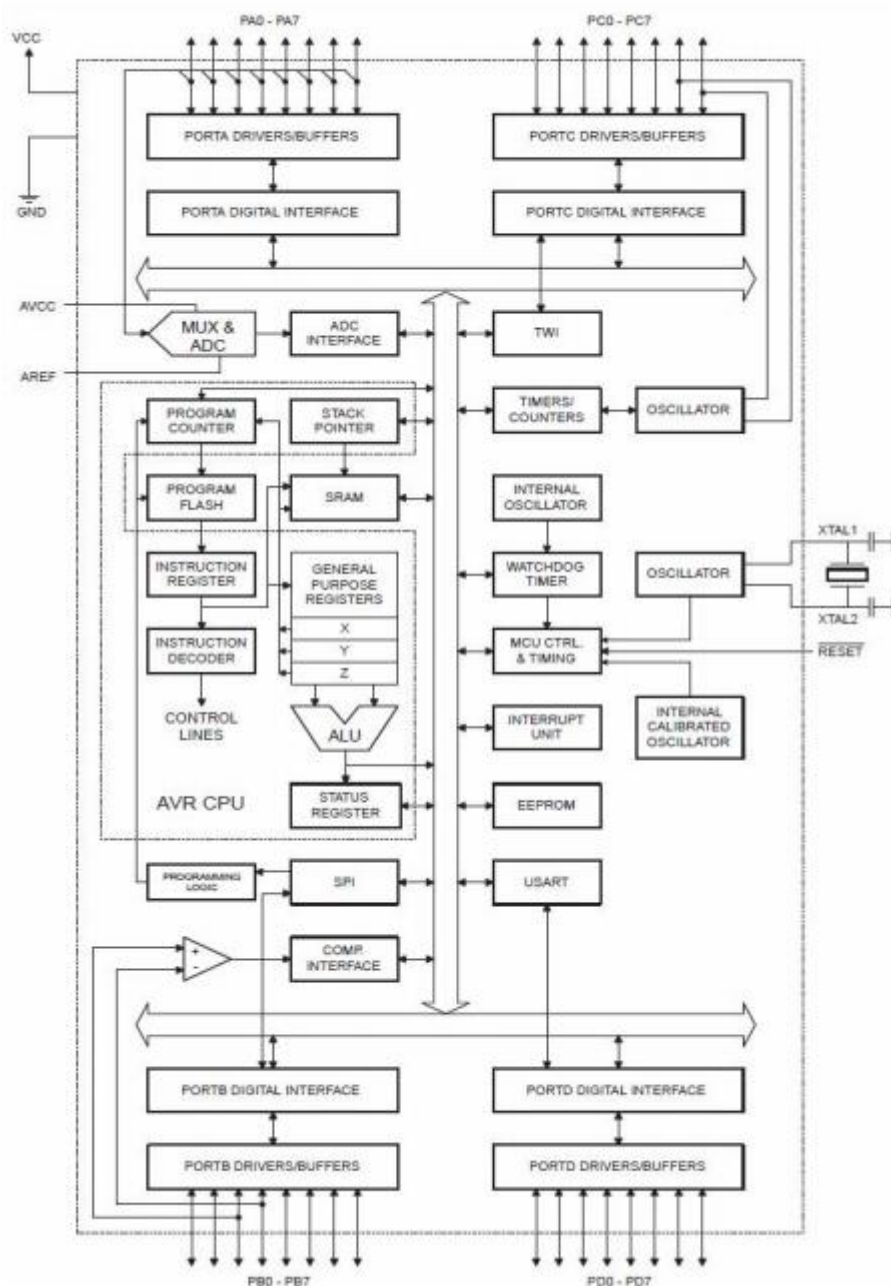 PA0 - PA7
PC0 - PC7
VCC
PORTA DRIVERS/BUFFERS
PORTC DRIVERS/BUFFERS
GND
PORTA DIGITAL INTERFACE
PORTC DIGITAL INTERFACE
AVCC
MUX &
ADC
ADC
INTERFACE
TWI
AREF
PROGRAM
COUNTER
STACK
POINTER
TIMERS/
COUNTERS
OSCILLATOR
PROGRAM
FLASH
SRAM
INTERNAL
OSCILLATOR
XTAL1
INSTRUCTION
REGISTER
GENERAL
PURPOSE
REGISTERS
WATCHDOG
TIMER
OSCILLATOR
XTAL2
X
INSTRUCTION
DECODER
Y
MCU CTRL.
& TIMING
RESET
Z
CONTROL
LINES
ALU
INTERRUPT
UNIT
INTERNAL
CALIBRATED
OSCILLATOR
AVR CPU
STATUS
REGISTER
EEPROM
PROGRAMMING
LOGIC
SPI
USART
+
-
COMP.
INTERFACE
PORTB DIGITAL INTERFACE
PORTD DIGITAL INTERFACE
PORTB DRIVERS/BUFFERS
PORTD DRIVERS/BUFFERS
PB0 - PB7
PD0 - PD7